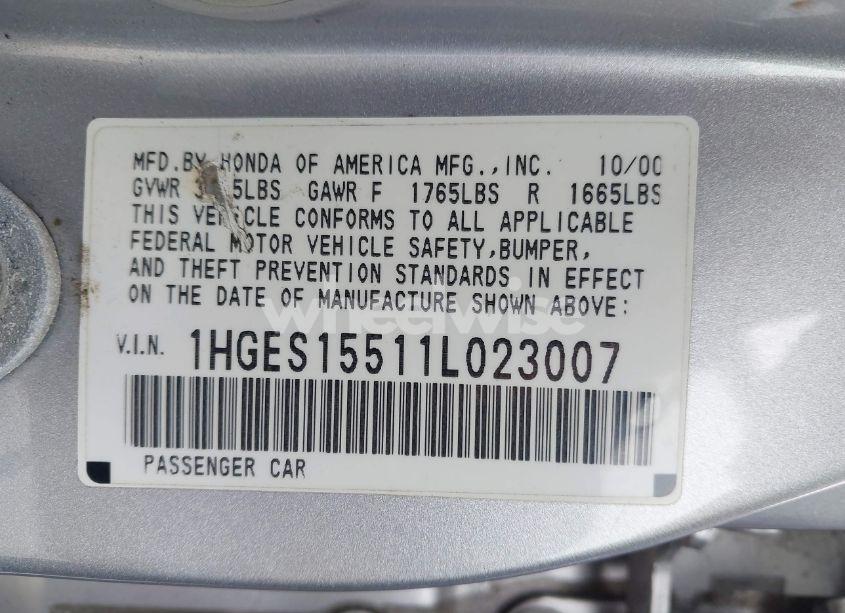 MFD.BY HONDA OF AMERICA MFG.,INC. 10/00
GVWR LBS GAWR F 1765LBS R 1665LBS
THIS VEHICLE CONFORMS TO ALL APPLICABLE
FEDERAL MOTOR VEHICLE SAFETY,BUMPER,
AND THEFT PREVENTION STANDARDS IN EFFECT
ON THE DATE OF MANUFACTURE SHOWN ABOVE:
wheelwise
V.I.N. 1HGES15511L023007
PASSENGER CAR